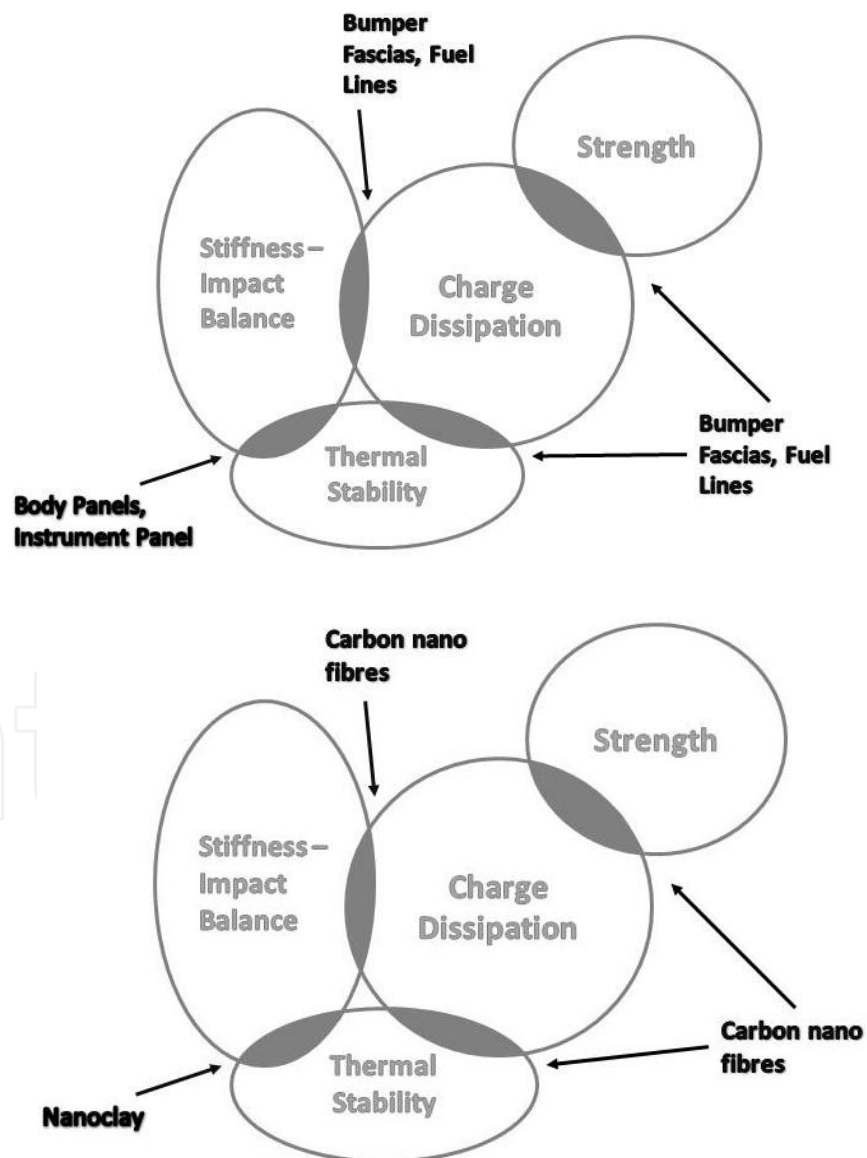 Bumper
Fascias, Fuel
Lines
Strength
Stiffness–
Impact
Balance
Charge
Dissipation
Bumper
Fascias, Fuel
Lines
Thermal
Stability
Body Panels,
Instrument Panel
Carbon nano
fibres
Strength
Stiffness–
Impact
Balance
Charge
Dissipation
Carbon nano
fibres
Thermal
Stability
Nanoclay